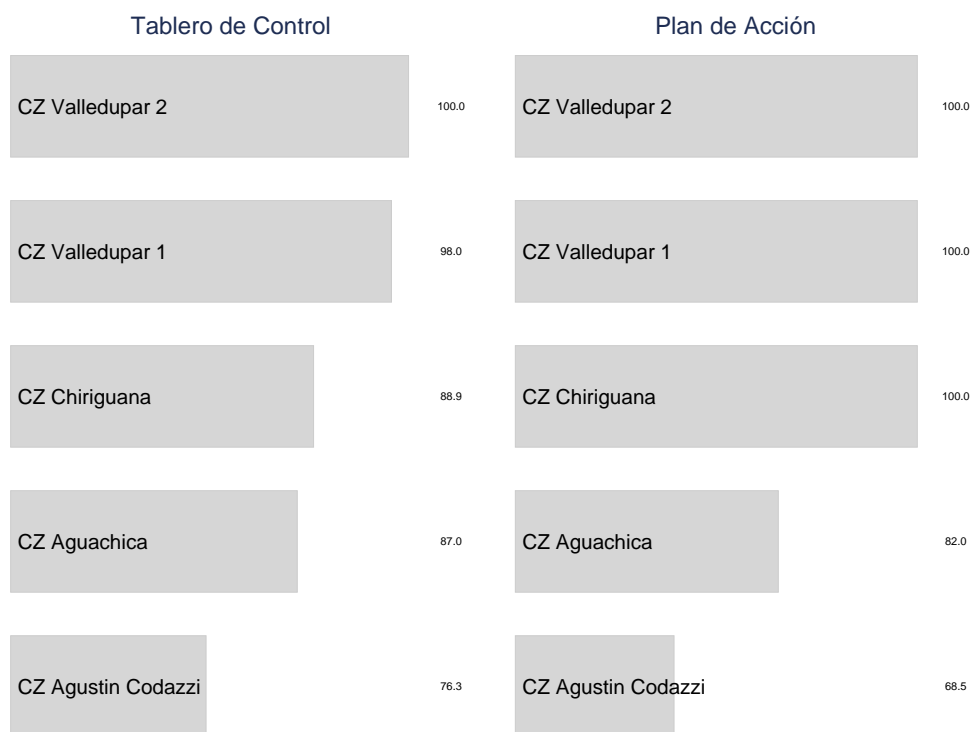 Tablero de Control
CZ Valledupar 2 100.0
CZ Valledupar 1 98.0
CZ Chiriguana 88.9
CZ Aguachica 87.0
CZ Agustin Codazzi 76.3
Plan de Acción
CZ Valledupar 2 100.0
CZ Valledupar 1 100.0
CZ Chiriguana 100.0
CZ Aguachica 82.0
CZ Agustin Codazzi 68.5